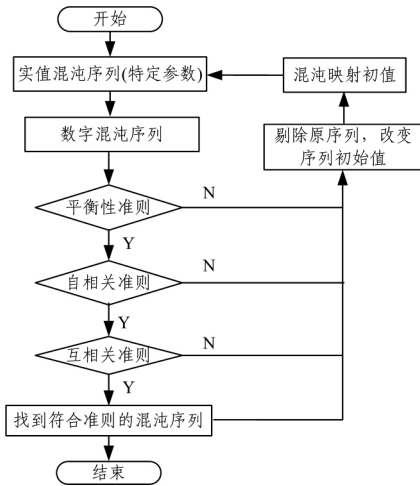 开始
实值混沌序列(特定参数)
混沌映射初值
数字混沌序列
剔除原序列，改变
序列初始值
平衡性准则
N
Y
自相关准则
N
Y
互相关准则
N
Y
找到符合准则的混沌序列
结束